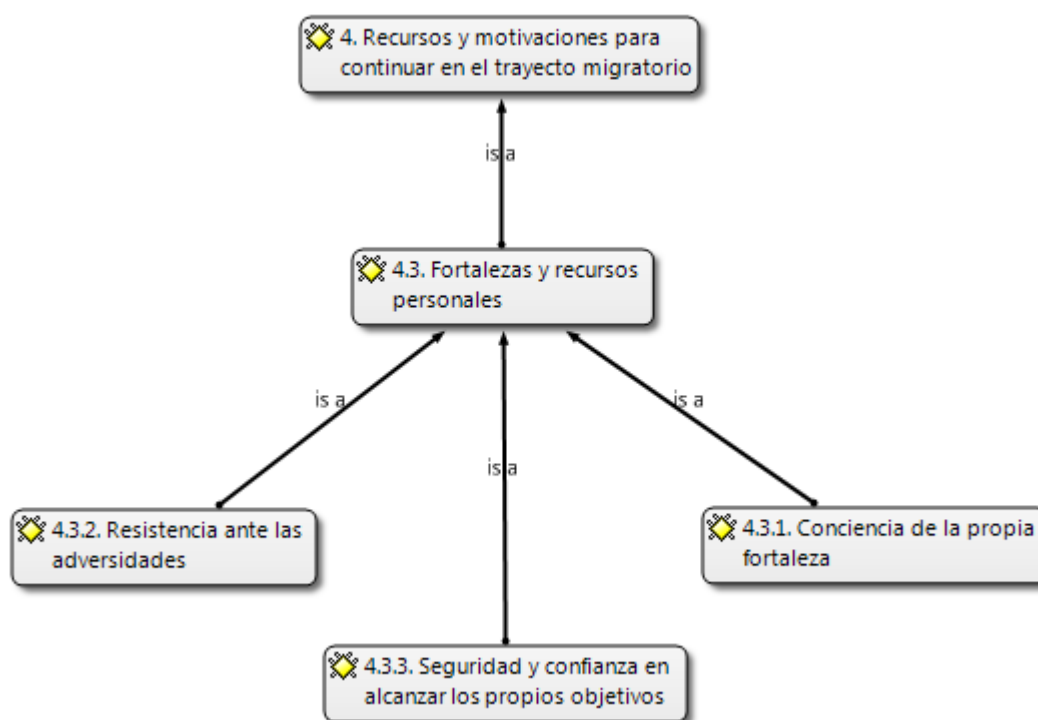 4. Recursos y motivaciones para
continuar en el trayecto migratorio
is a
4.3. Fortalezas y recursos
personales
is a
is a
is a
4.3.2. Resistencia ante las
adversidades
4.3.1. Conciencia de la propia
fortaleza
4.3.3. Seguridad y confianza en
alcanzar los propios objetivos